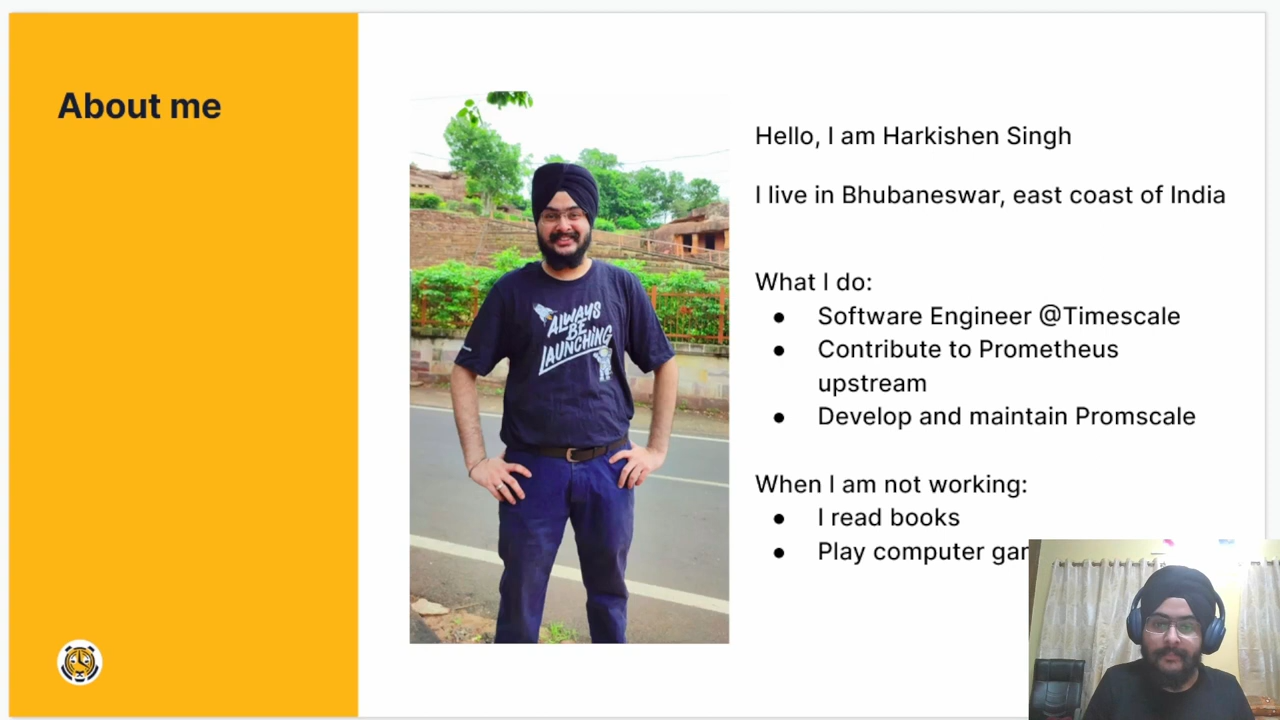 About me
Hello, I am Harkishen Singh
I live in Bhubaneswar, east coast of India
ALWAYS
BE
LAUNCHING
What I do:
● Software Engineer @Timescale
● Contribute to Prometheus
upstream
● Develop and maintain Promscale
When I am not working:
● I read books
● Play computer